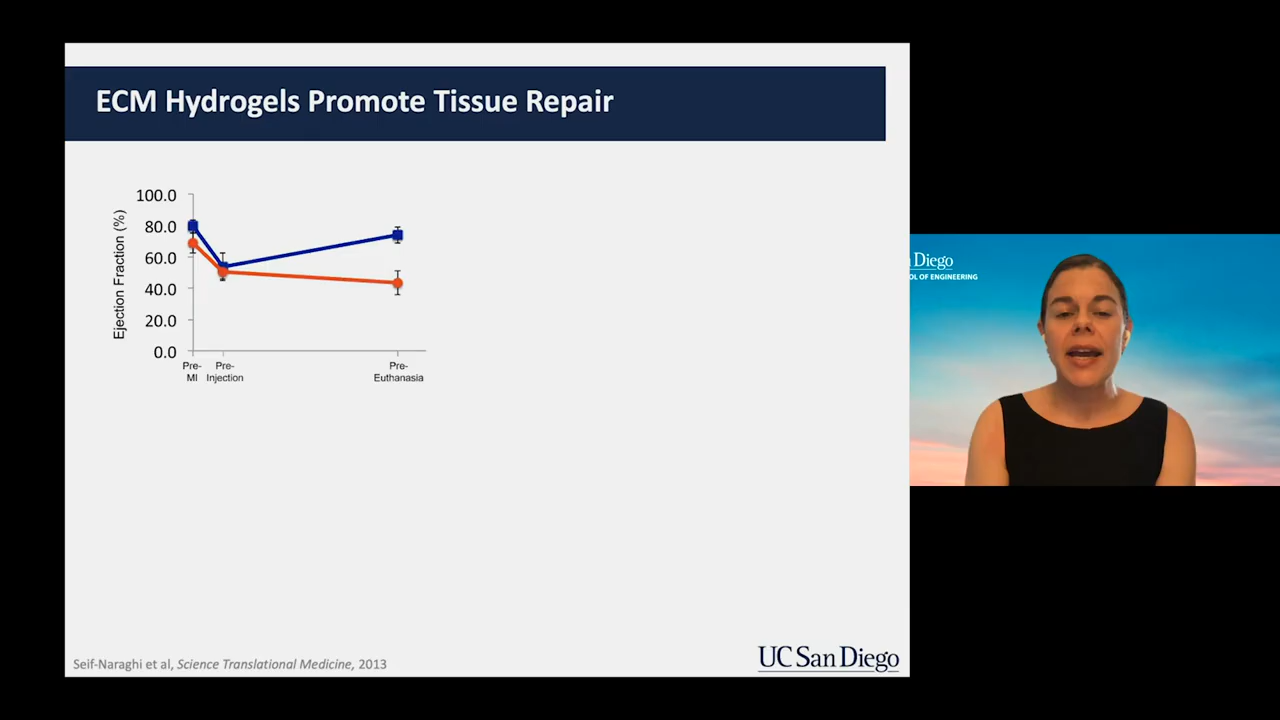 ECM Hydrogels Promote Tissue Repair
Ejection Fraction (%)
100.0
80.0
60.0
40.0
20.0
0.0
Pre-
MI
Pre-
Injection
Pre-
Euthanasia
Seif-Naraghi et al, Science Translational Medicine, 2013
UC San Diego
Diego
OL OF ENGINEERING